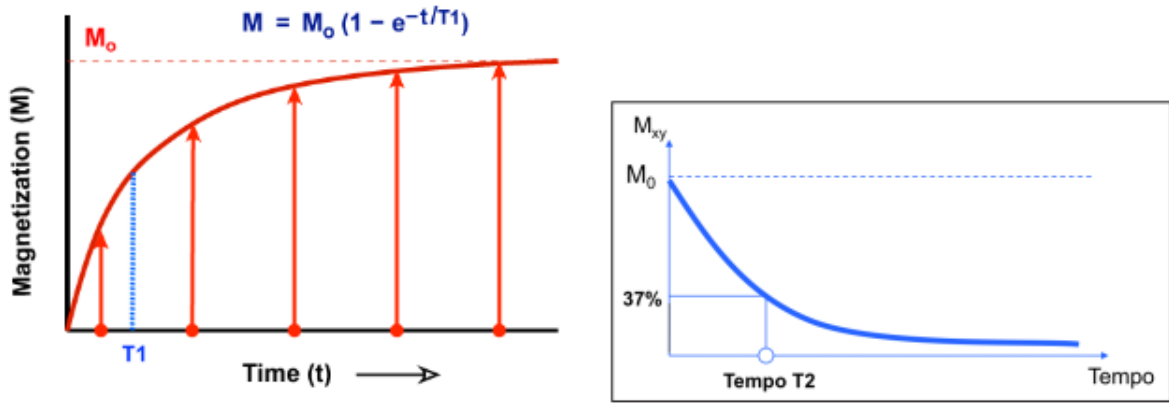 M = Mo (1 − e−t/T1)
Mo
Magnetization (M)
T1
Time (t)
Mxy
M0
37%
Tempo T2
Tempo